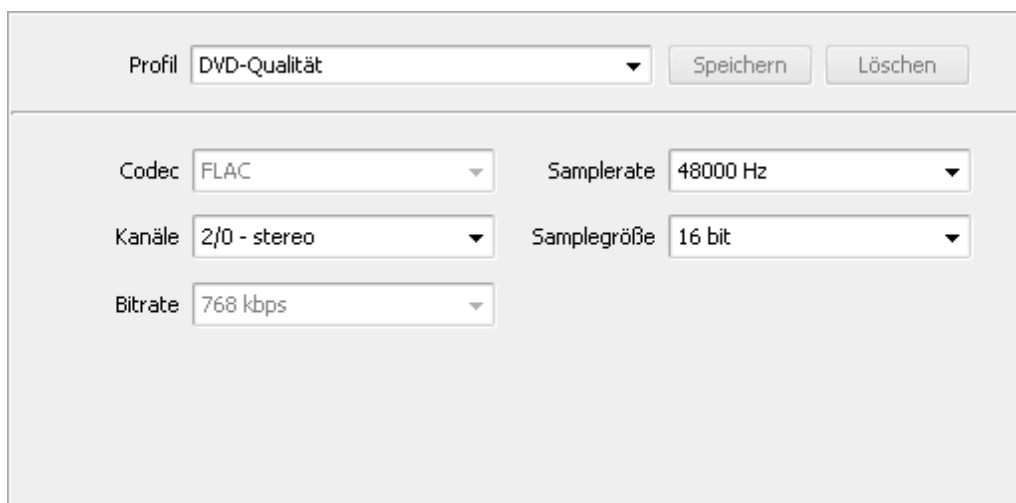 Profil DVD-Qualität Speichern Löschen
Codec FLAC Samplerate 48000 Hz
Kanäle 2/0 - stereo Samplegröße 16 bit
Bitrate 768 kbps